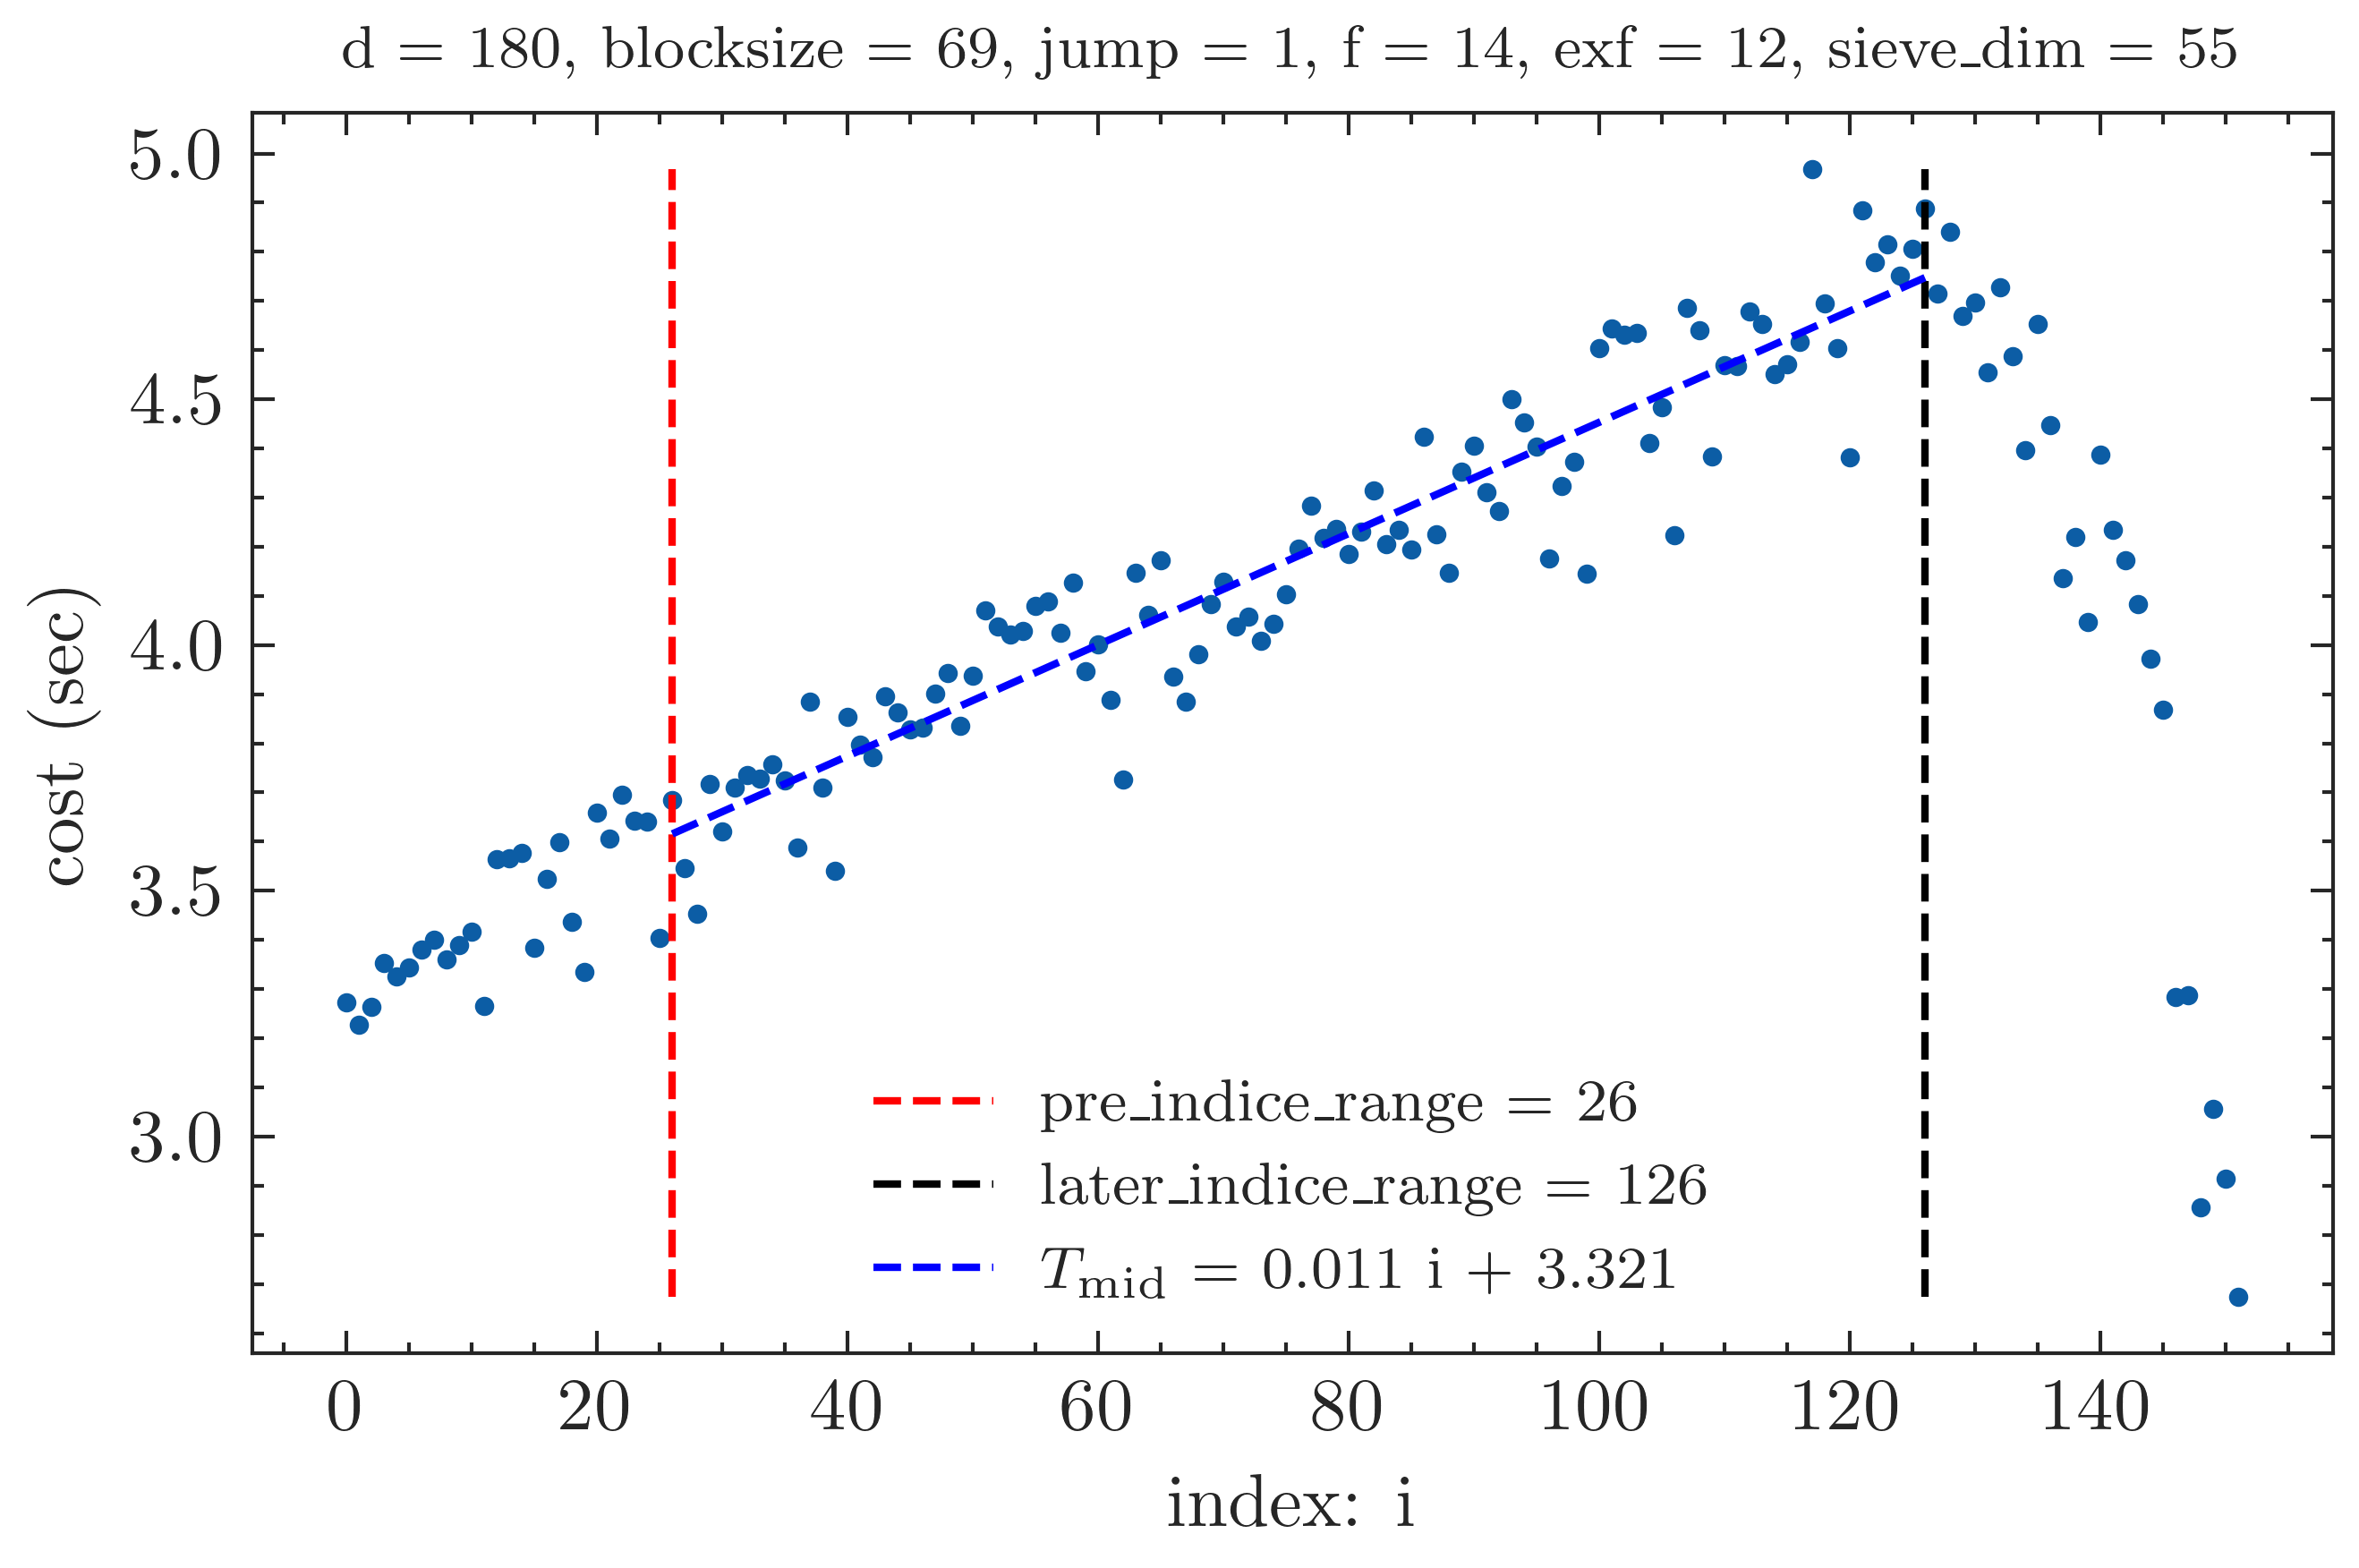 d = 180, blocksize = 69, jump = 1, f = 14, exf = 12, sieve_dim = 55
5.0
4.5
4.0
3.5
3.0
cost (sec)
pre_indice_range = 26
later_indice_range = 126
T_mid = 0.011 i + 3.321
0 20 40 60 80 100 120 140
index: i